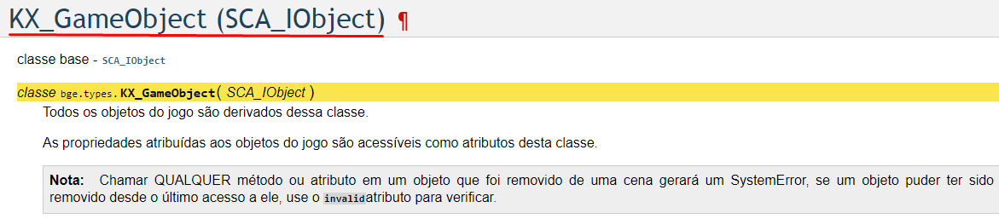 KX_GameObject (SCA_IObject) ¶
classe base - SCA_IObject
classe bge.types.KX_GameObject( SCA_IObject )
Todos os objetos do jogo são derivados dessa classe.
As propriedades atribuídas aos objetos do jogo são acessíveis como atributos desta classe.
Nota: Chamar QUALQUER método ou atributo em um objeto que foi removido de uma cena gerará um SystemError, se um objeto puder ter sido
removido desde o último acesso a ele, use o invalidatributo para verificar.